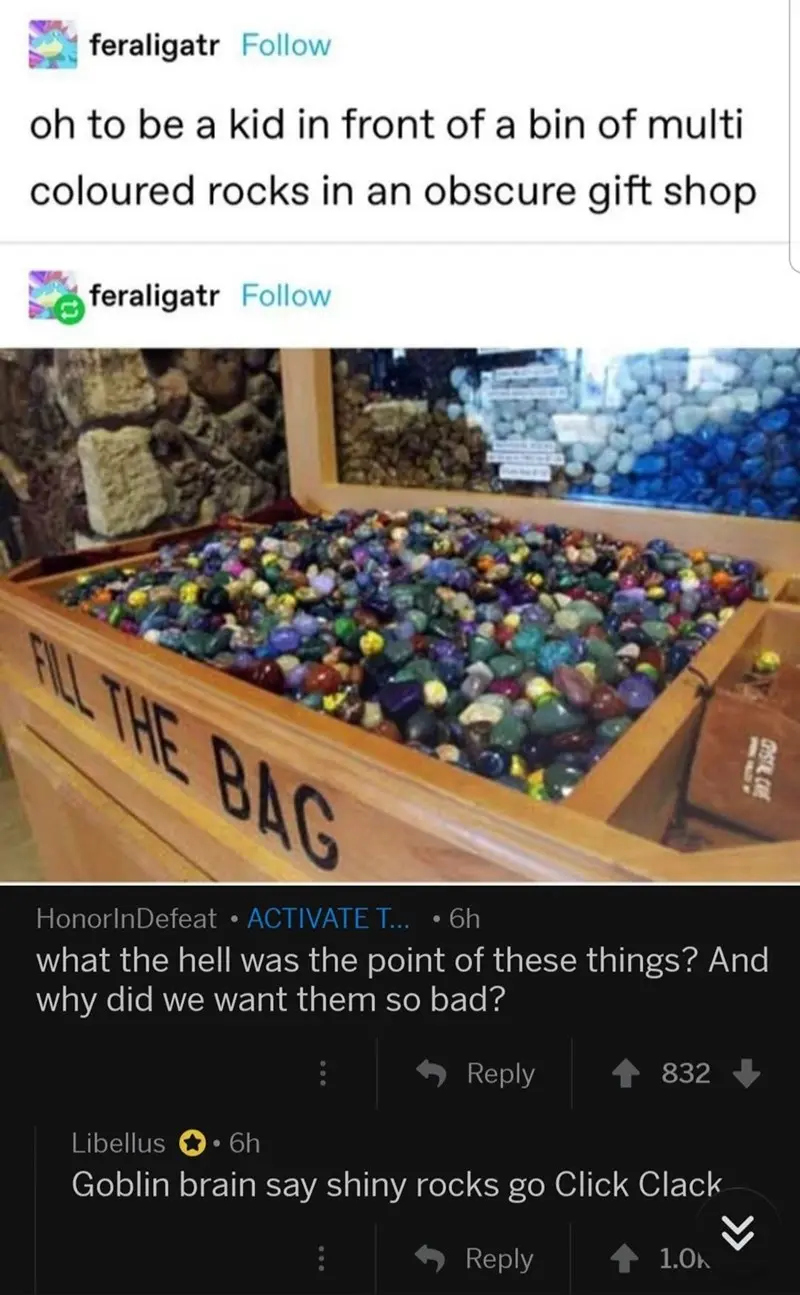 feraligatr Follow
oh to be a kid in front of a bin of multi
coloured rocks in an obscure gift shop
feraligatr Follow
FILL THE BAG
HonorInDefeat • ACTIVATE T... • 6h
what the hell was the point of these things? And
why did we want them so bad?
Reply 832
Libellus • 6h
Goblin brain say shiny rocks go Click Clack
Reply 1.0k